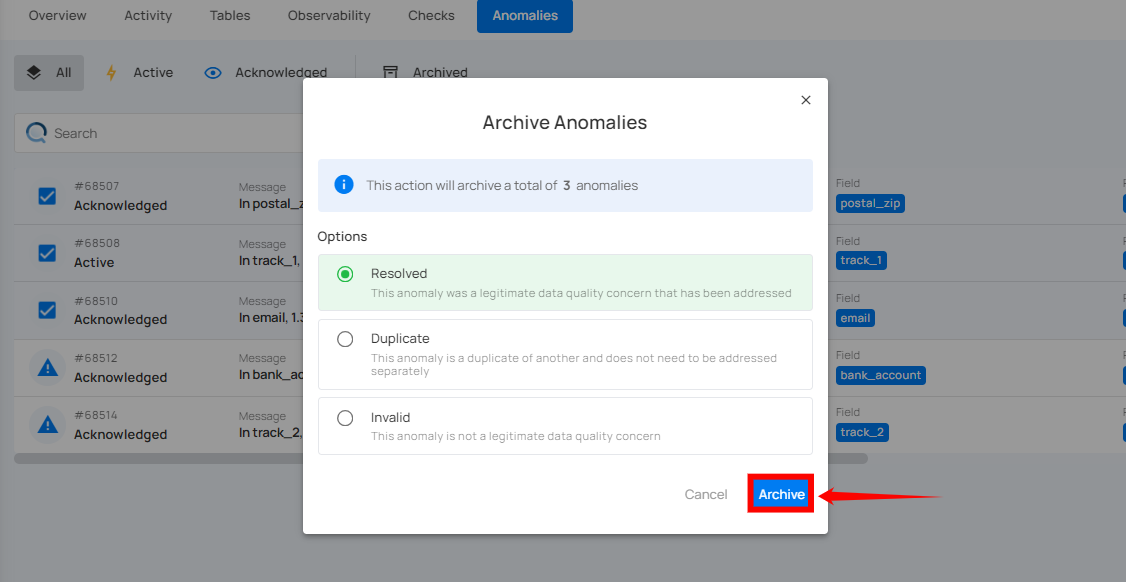 Overview Activity Tables Observability Checks Anomalies
All Active Acknowledged Archived
Archive Anomalies
Search
This action will archive a total of 3 anomalies
Options
Resolved
This anomaly was a legitimate data quality concern that has been addressed
Duplicate
This anomaly is a duplicate of another and does not need to be addressed
separately
Invalid
This anomaly is not a legitimate data quality concern
Cancel Archive
#68507 Message Field
Acknowledged In postal_z postal_zip
#68508 Message Field
Active In track_1, track_1
#68510 Message Field
Acknowledged In email, 1.3 email
#68512 Message Field
Acknowledged In bank_ac bank_account
#68514 Message Field
Acknowledged In track_2, track_2